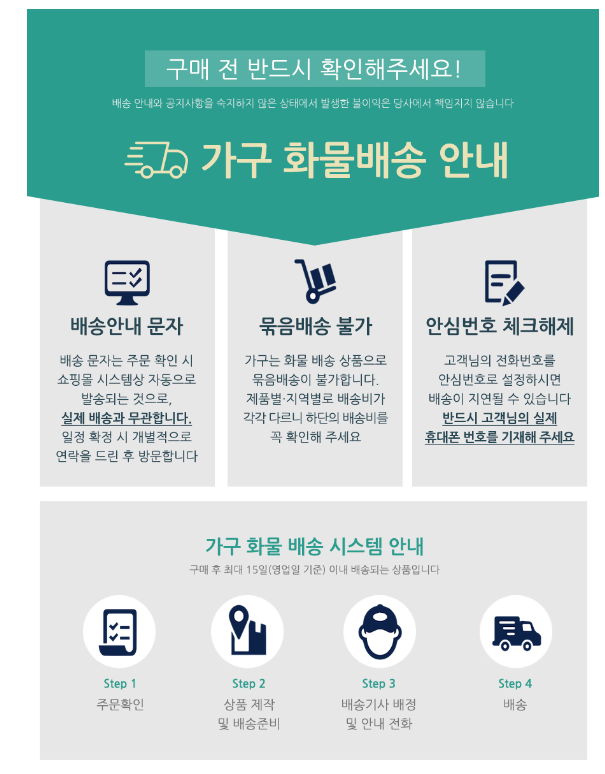 구매 전 반드시 확인해주세요!
배송 안내와 공지사항을 숙지하지 않은 상태에서 발생한 불이익은 당사에서 책임지지 않습니다
가구 화물배송 안내
배송안내 문자
배송 문자는 주문 확인 시
쇼핑몰 시스템상 자동으로
발송되는 것으로,
실제 배송과 무관합니다.
일정 확정 시 개별적으로
연락을 드린 후 방문합니다
묶음배송 불가
가구는 화물 배송 상품으로
묶음배송이 불가합니다.
제품별·지역별로 배송비가
각각 다르니 하단의 배송비를
꼭 확인해 주세요
안심번호 체크해제
고객님의 전화번호를
안심번호로 설정하시면
배송이 지연될 수 있습니다
반드시 고객님의 실제
휴대폰 번호를 기재해 주세요
가구 화물 배송 시스템 안내
구매 후 최대 15일(영업일 기준) 이내 배송되는 상품입니다
Step 1
주문확인
Step 2
상품 제작
및 배송준비
Step 3
배송기사 배정
및 안내 전화
Step 4
배송